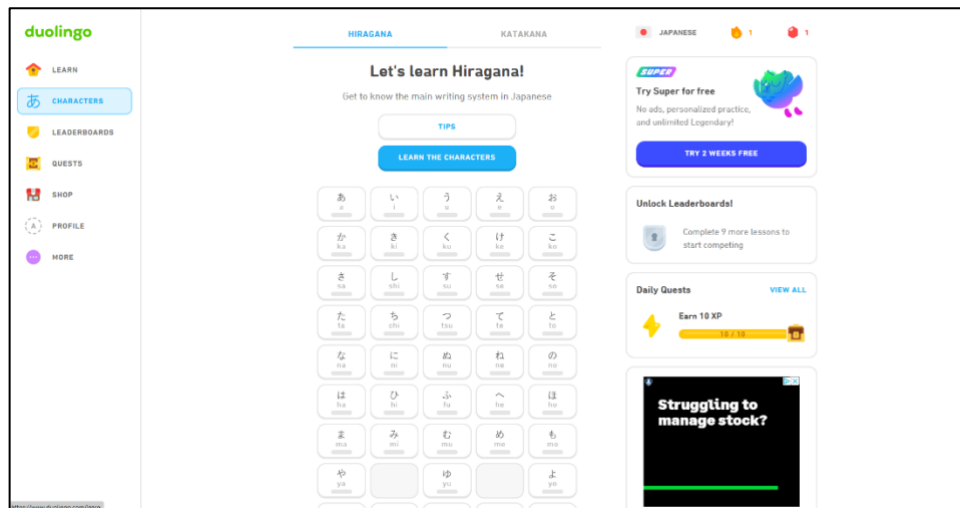 duolingo
LEARN
あ CHARACTERS
LEADERBOARDS
QUESTS
SHOP
A PROFILE
MORE
HIRAGANA KATAKANA
Let's learn Hiragana!
Get to know the main writing system in Japanese
TIPS
LEARN THE CHARACTERS
あ い う え お
a i u e o
か き く け こ
ka ki ku ke ko
さ し す せ そ
sa shi su se so
た ち つ て と
ta chi tsu te to
な に ぬ ね の
na ni nu ne no
は ひ ふ へ ほ
ha hi fu he ho
ま み む め も
ma mi mu me mo
や ゆ よ
ya yu yo
JAPANESE 1 1
SUPER
Try Super for free
No ads, personalized practice,
and unlimited Legendary!
TRY 2 WEEKS FREE
Unlock Leaderboards!
Complete 9 more lessons to
start competing
Daily Quests VIEW ALL
Earn 10 XP
10 / 10
Struggling to
manage stock?